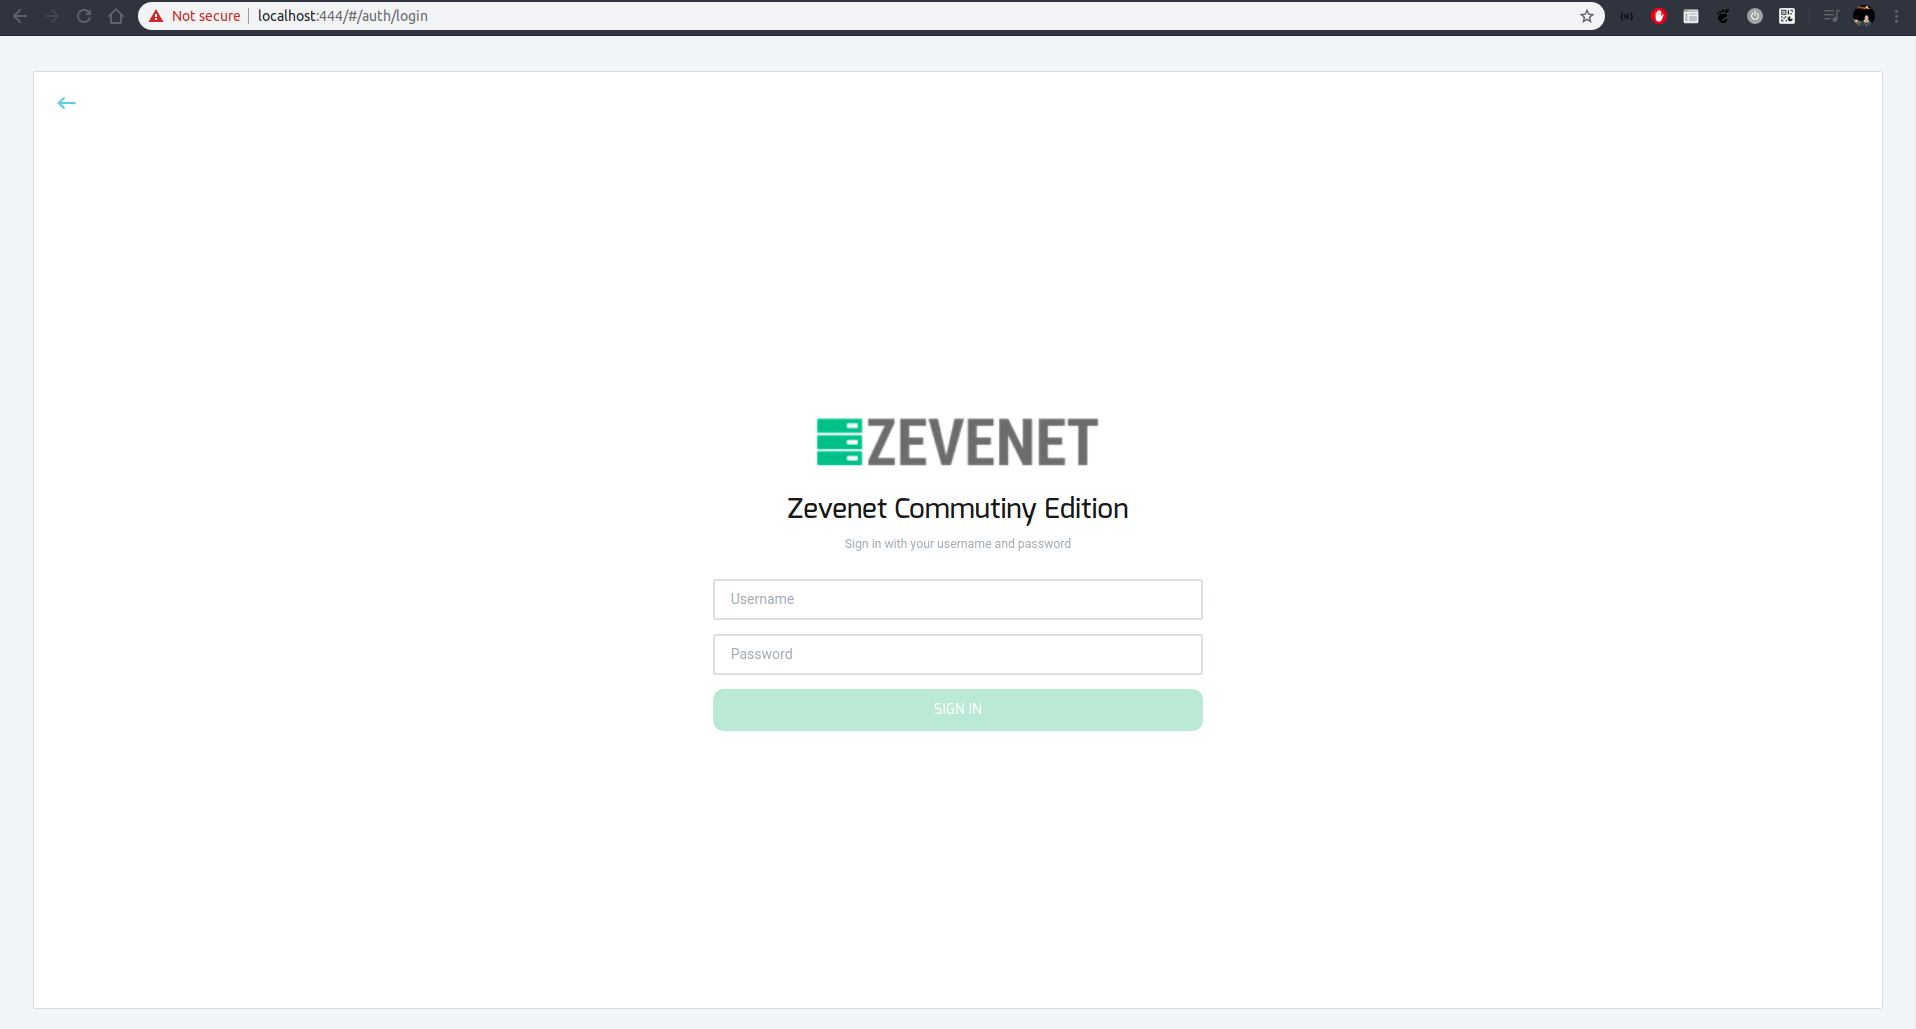 Not secure localhost:444/#/auth/login
ZEVENET
Zevenet Commutiny Edition
Sign in with your username and password
Username
Password
SIGN IN